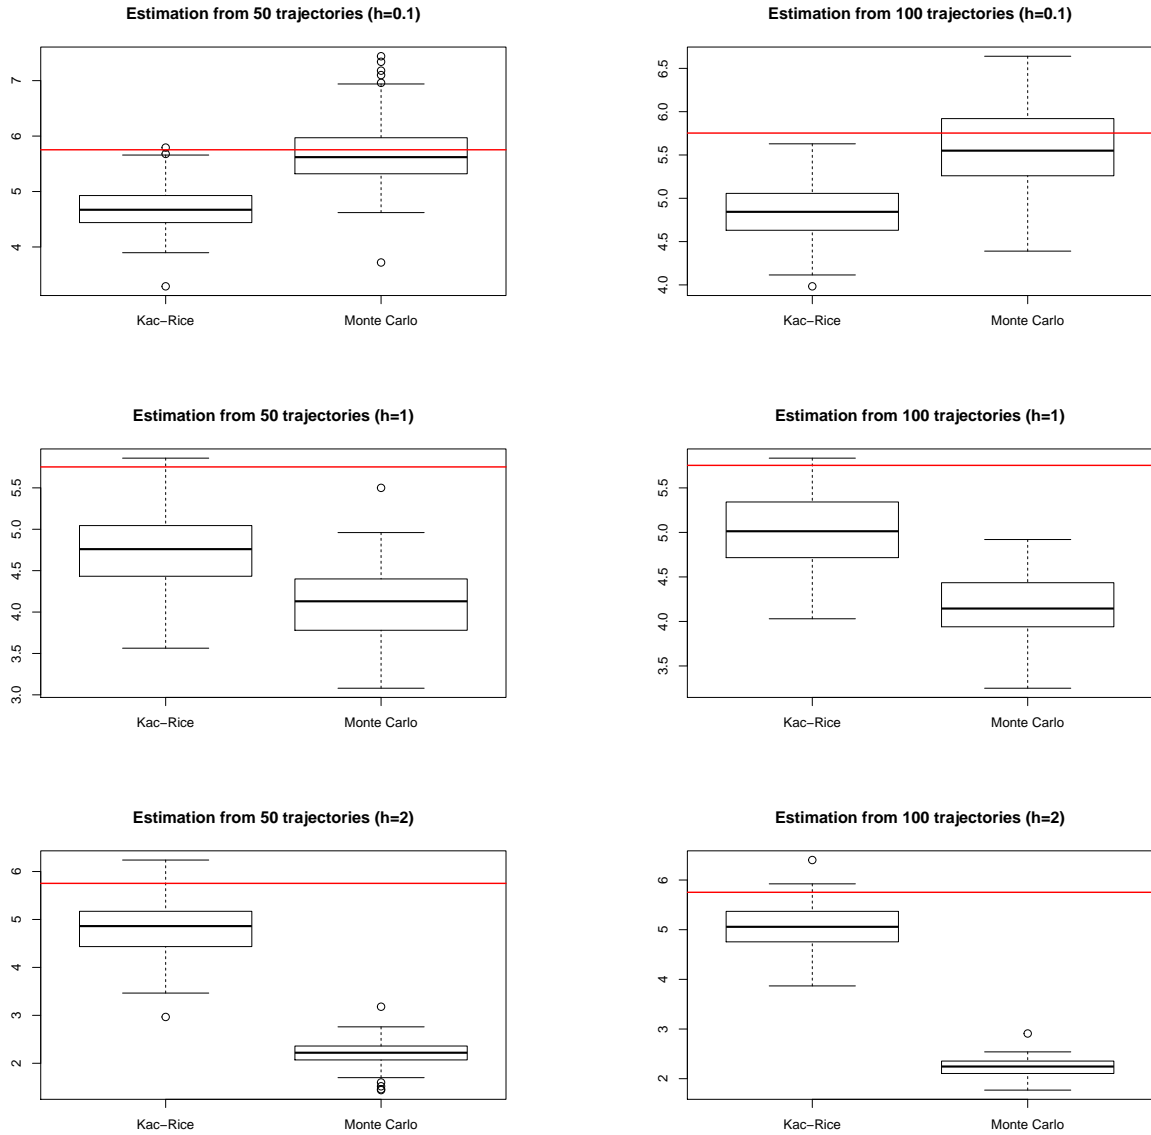 Estimation from 50 trajectories (h=0.1)
7
6
5
4
Kac−Rice
Monte Carlo
Estimation from 100 trajectories (h=0.1)
6.5
6.0
5.5
5.0
4.5
4.0
Kac−Rice
Monte Carlo
Estimation from 50 trajectories (h=1)
5.5
5.0
4.5
4.0
3.5
3.0
Kac−Rice
Monte Carlo
Estimation from 100 trajectories (h=1)
5.5
5.0
4.5
4.0
3.5
Kac−Rice
Monte Carlo
Estimation from 50 trajectories (h=2)
6
5
4
3
2
Kac−Rice
Monte Carlo
Estimation from 100 trajectories (h=2)
6
5
4
3
2
Kac−Rice
Monte Carlo